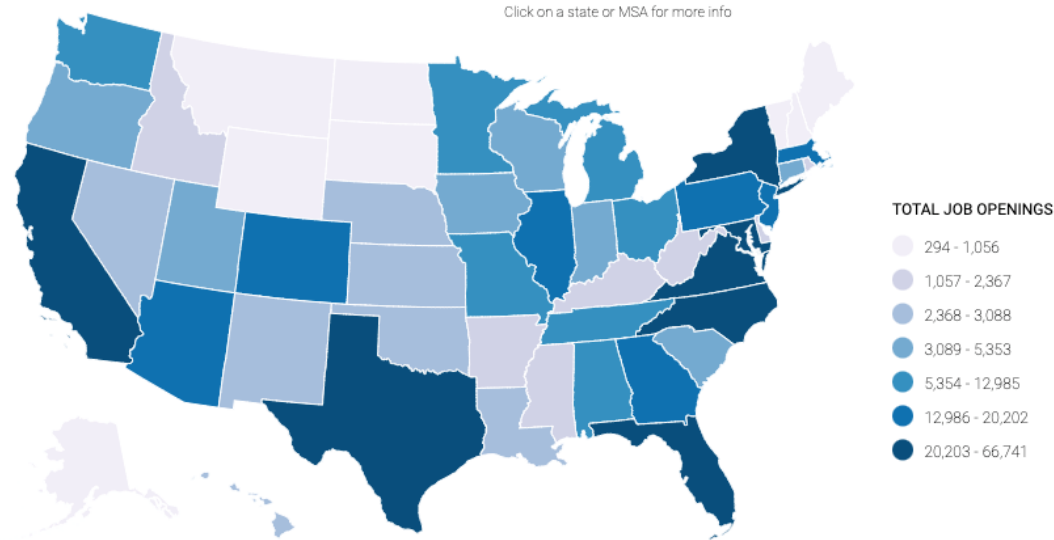 Click on a state or MSA for more info
TOTAL JOB OPENINGS
294 - 1,056
1,057 - 2,367
2,368 - 3,088
3,089 - 5,353
5,354 - 12,985
12,986 - 20,202
20,203 - 66,741